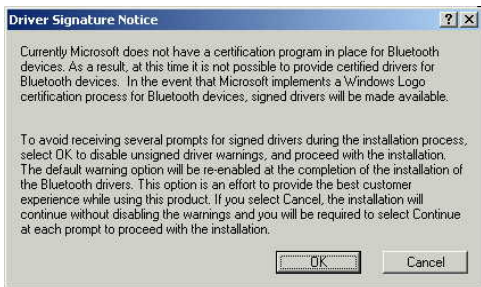 Driver Signature Notice
Currently Microsoft does not have a certification program in place for Bluetooth
devices. As a result, at this time it is not possible to provide certified drivers for
Bluetooth devices. In the event that Microsoft implements a Windows Logo
certification process for Bluetooth devices, signed drivers will be made available.
To avoid receiving several prompts for signed drivers during the installation process,
select OK to disable unsigned driver warnings, and proceed with the installation.
The default warning option will be re-enabled at the completion of the installation of
the Bluetooth drivers. This option is an effort to provide the best customer
experience while using this product. If you select Cancel, the installation will
continue without disabling the warnings and you will be required to select Continue
at each prompt to proceed with the installation.
OK Cancel